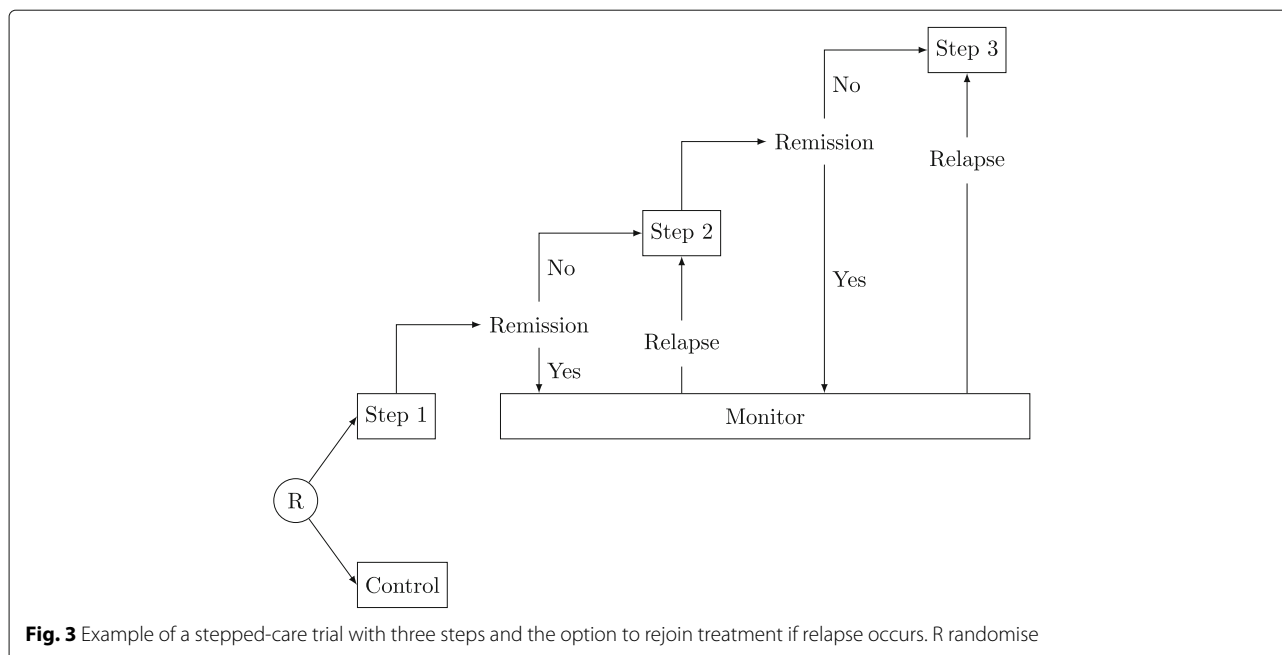 Step 3
No
Remission
Relapse
Step 2
No
Yes
Remission
Relapse
Yes
Step 1
Monitor
R
Control
Fig. 3 Example of a stepped-care trial with three steps and the option to rejoin treatment if relapse occurs. R randomise